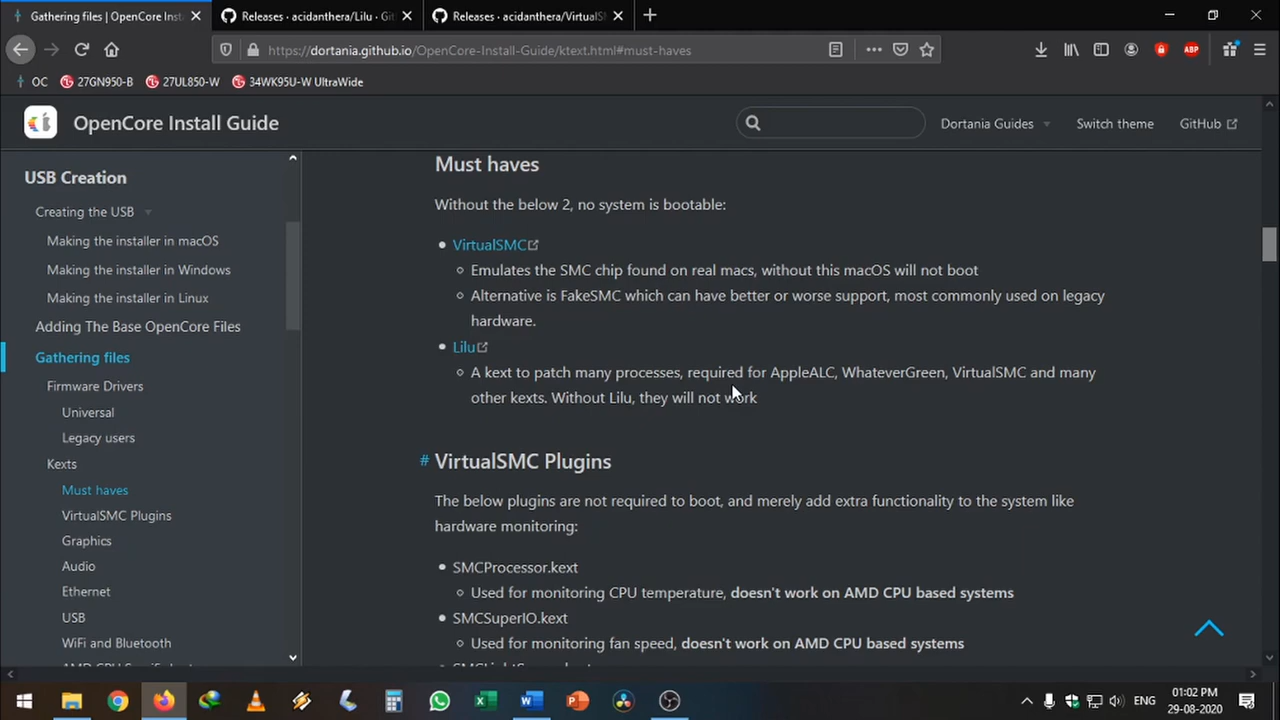 Gathering files | OpenCore Insta
Releases · acidanthera/Lilu · Git
Releases · acidanthera/VirtualSM
https://dortania.github.io/OpenCore-Install-Guide/ktext.html#must-haves
ABP
OC
27GN950-B
27UL850-W
34WK95U-W UltraWide
OpenCore Install Guide
Dortania Guides
Switch theme
GitHub
USB Creation
Creating the USB
Making the installer in macOS
Making the installer in Windows
Making the installer in Linux
Adding The Base OpenCore Files
Gathering files
Firmware Drivers
Universal
Legacy users
Kexts
Must haves
VirtualSMC Plugins
Graphics
Audio
Ethernet
USB
WiFi and Bluetooth
Must haves
Without the below 2, no system is bootable:
VirtualSMC
Emulates the SMC chip found on real macs, without this macOS will not boot
Alternative is FakeSMC which can have better or worse support, most commonly used on legacy
hardware.
Lilu
A kext to patch many processes, required for AppleALC, WhateverGreen, VirtualSMC and many
other kexts. Without Lilu, they will not work
# VirtualSMC Plugins
The below plugins are not required to boot, and merely add extra functionality to the system like
hardware monitoring:
SMCProcessor.kext
Used for monitoring CPU temperature, doesn't work on AMD CPU based systems
SMCSuperIO.kext
Used for monitoring fan speed, doesn't work on AMD CPU based systems
ENG
01:02 PM
29-08-2020